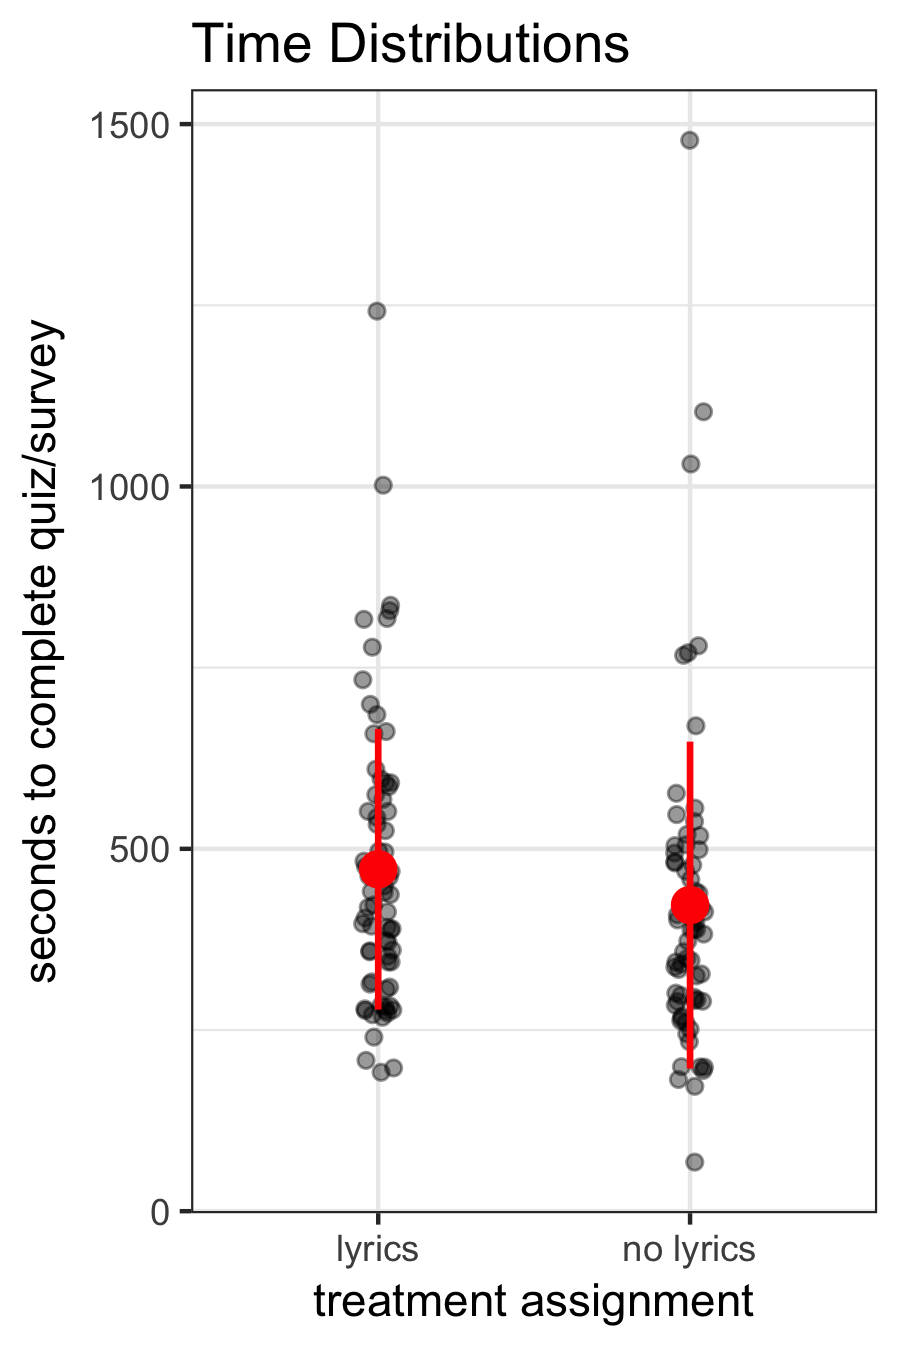 Time Distributions
1500
1000
500
0
seconds to complete quiz/survey
lyrics
no lyrics
treatment assignment